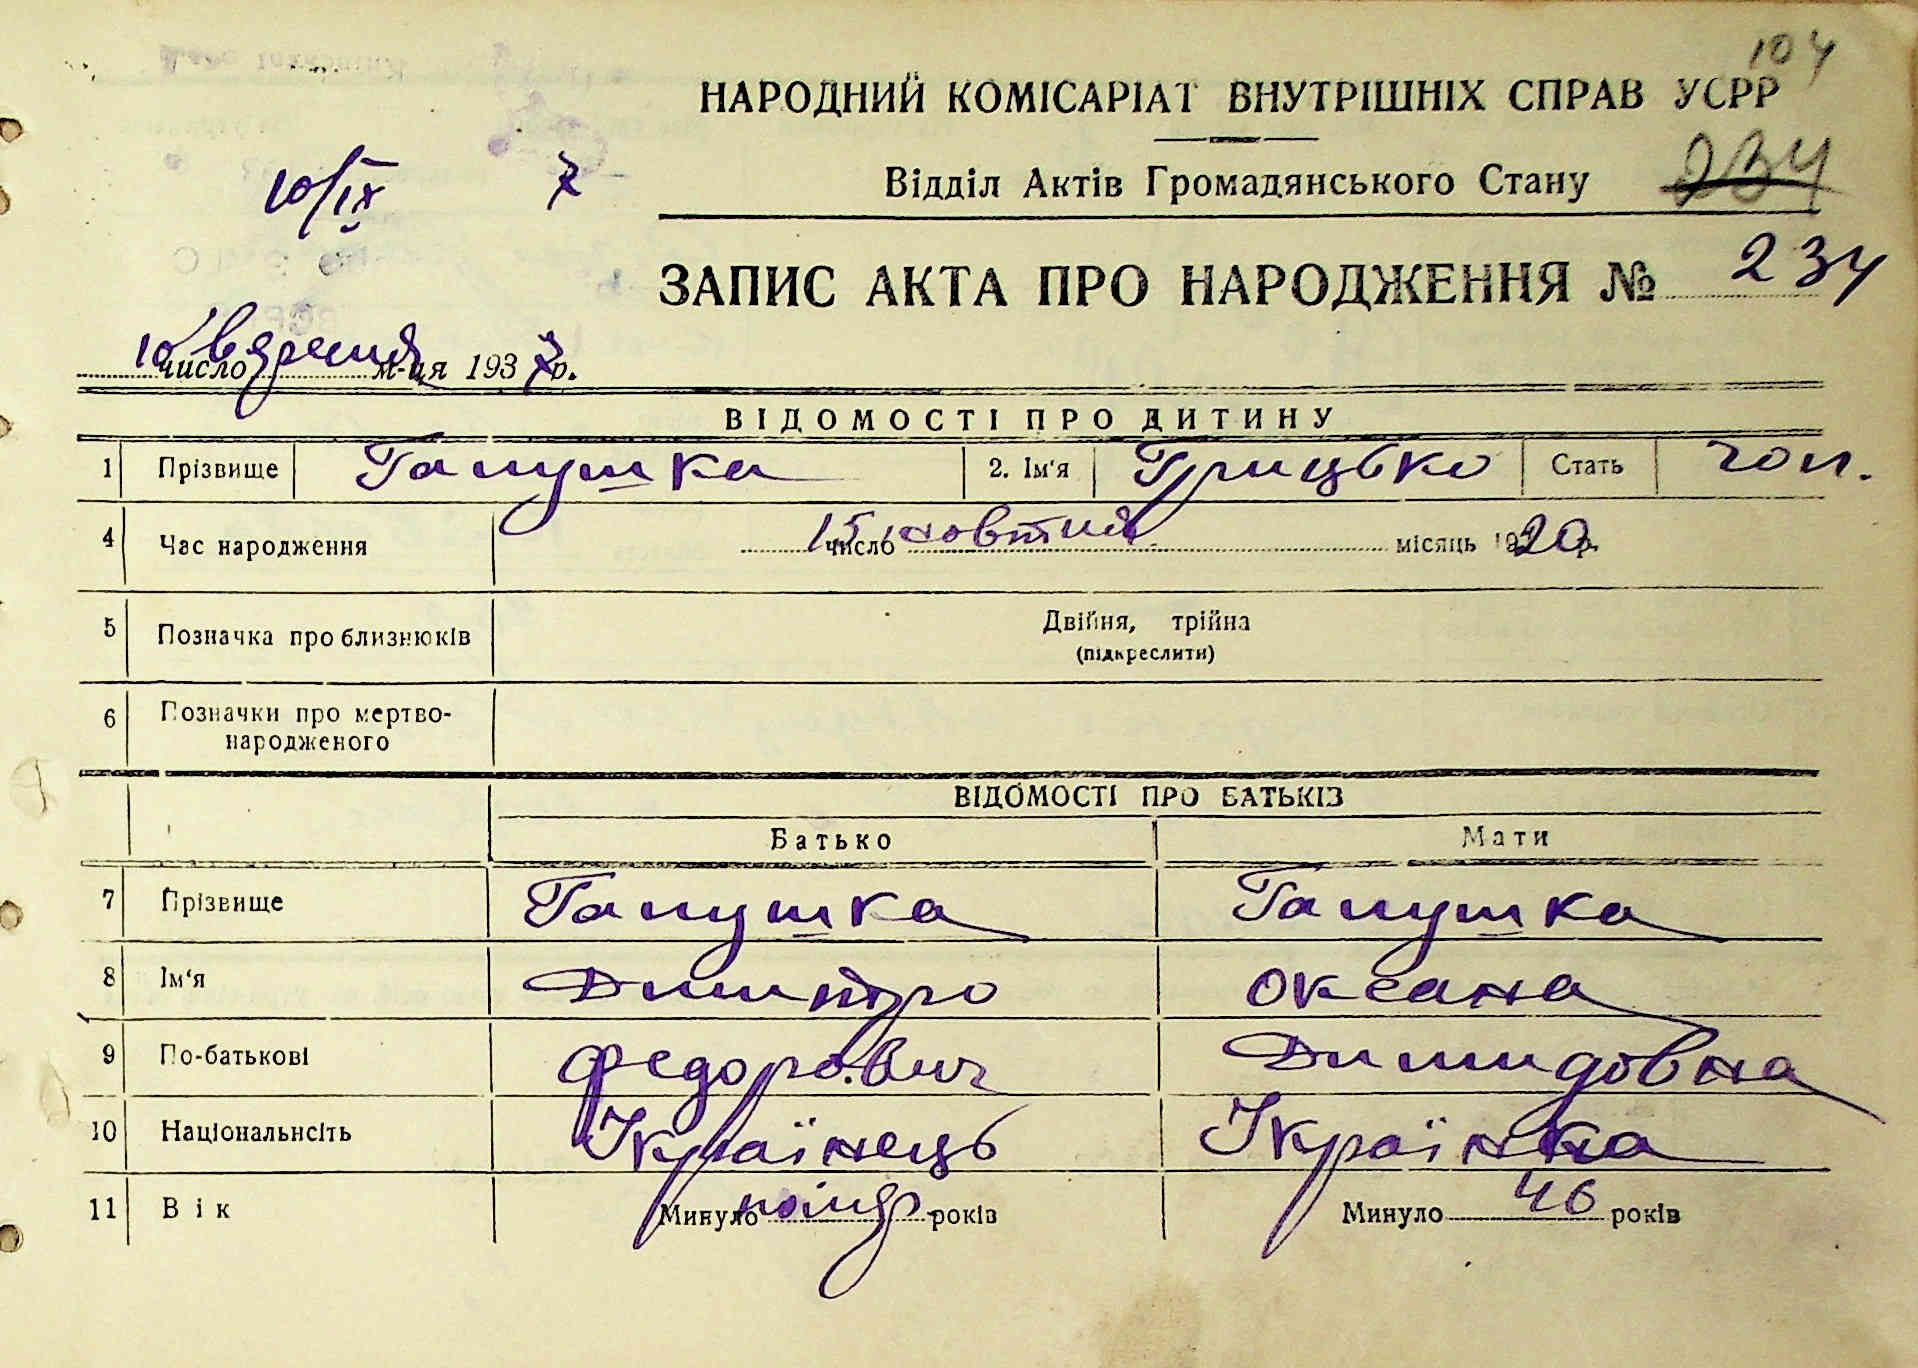 104
НАРОДНИЙ КОМІСАРІАТ ВНУТРІШНІХ СПРАВ УСРР
10/IX 7
Відділ Актів Громадянського Стану 234
ЗАПИС АКТА ПРО НАРОДЖЕННЯ № 234
10 число вересня м-ця 1937 р.
ВІДОМОСТІ ПРО ДИТИНУ
1 Прізвище Галушка 2. Ім'я Грицько Стать чол.
4 Час народження 15 число жовтня місяць 1920 р.
5 Позначка про близнюків Двійня, трійна
(підкреслити)
6 Позначки про мертво-
народженого
ВІДОМОСТІ ПРО БАТЬКІВ
Батько Мати
7 Прізвище Галушка Галушка
8 Ім'я Дмитро Оксана
9 По-батькові Федорович Димидовна
10 Національнсіть Українець Українка
11 Вік Минуло років Минуло 46 років